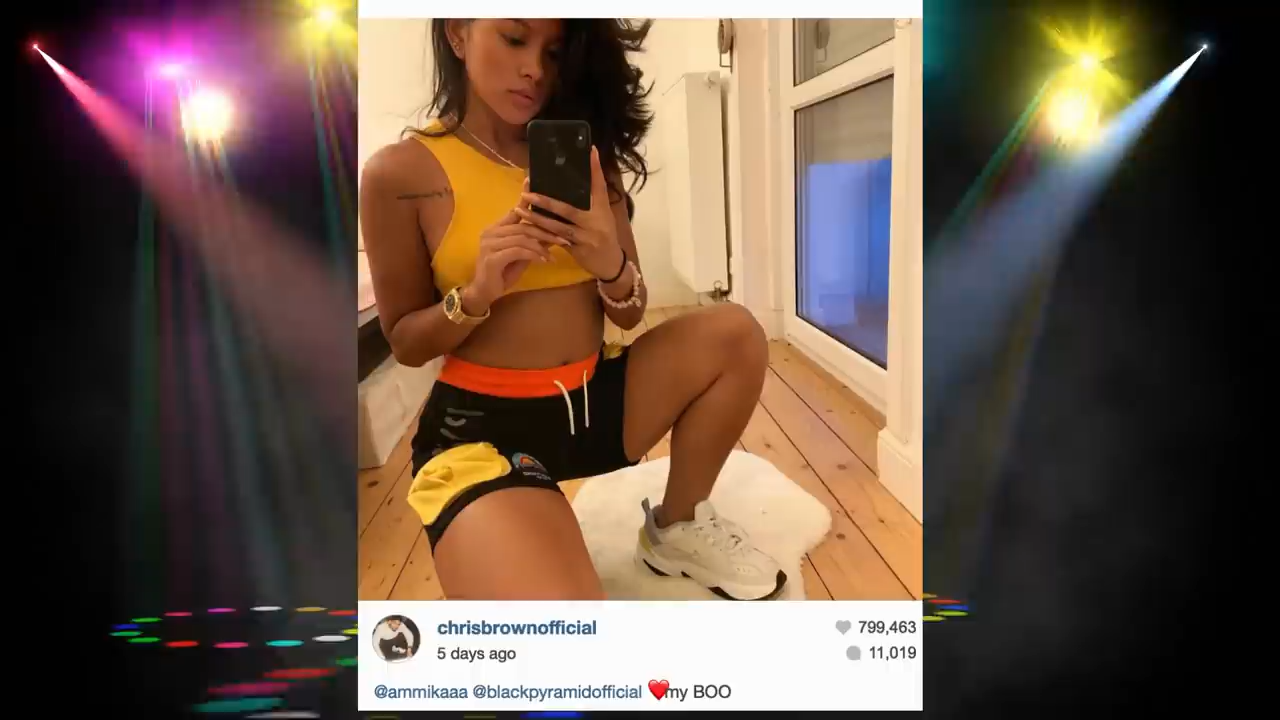 chrisbrownofficial
5 days ago
799,463
11,019
@ammikaaa @blackpyramidofficial ❤️my BOO